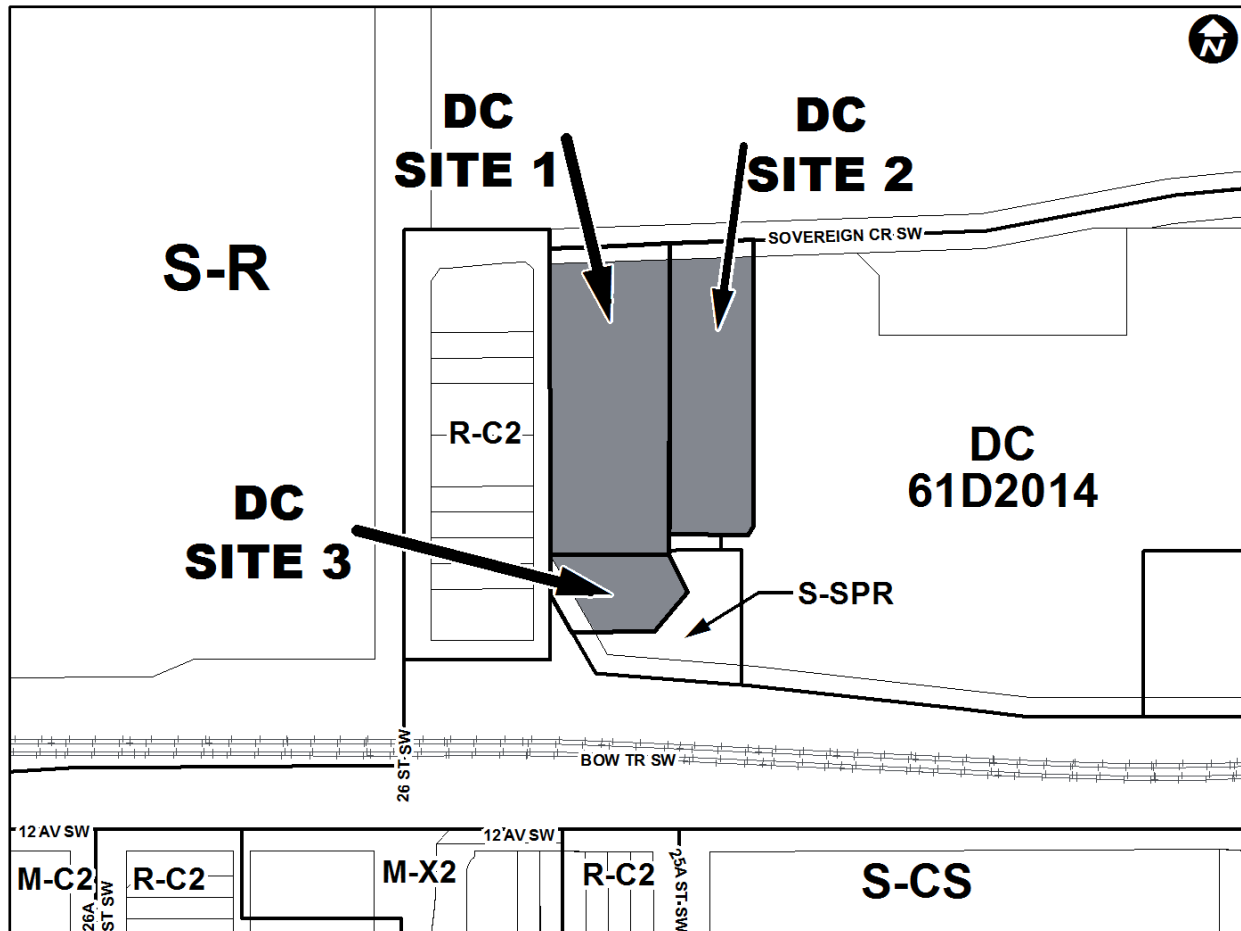 N
DC
SITE 1
DC
SITE 2
SOVEREIGN CR SW
S-R
R-C2
DC
61D2014
DC
SITE 3
S-SPR
26 ST SW
BOW TR SW
12 AV SW
12 AV SW
M-C2
26A
ST SW
R-C2
M-X2
R-C2
25A ST SW
S-CS